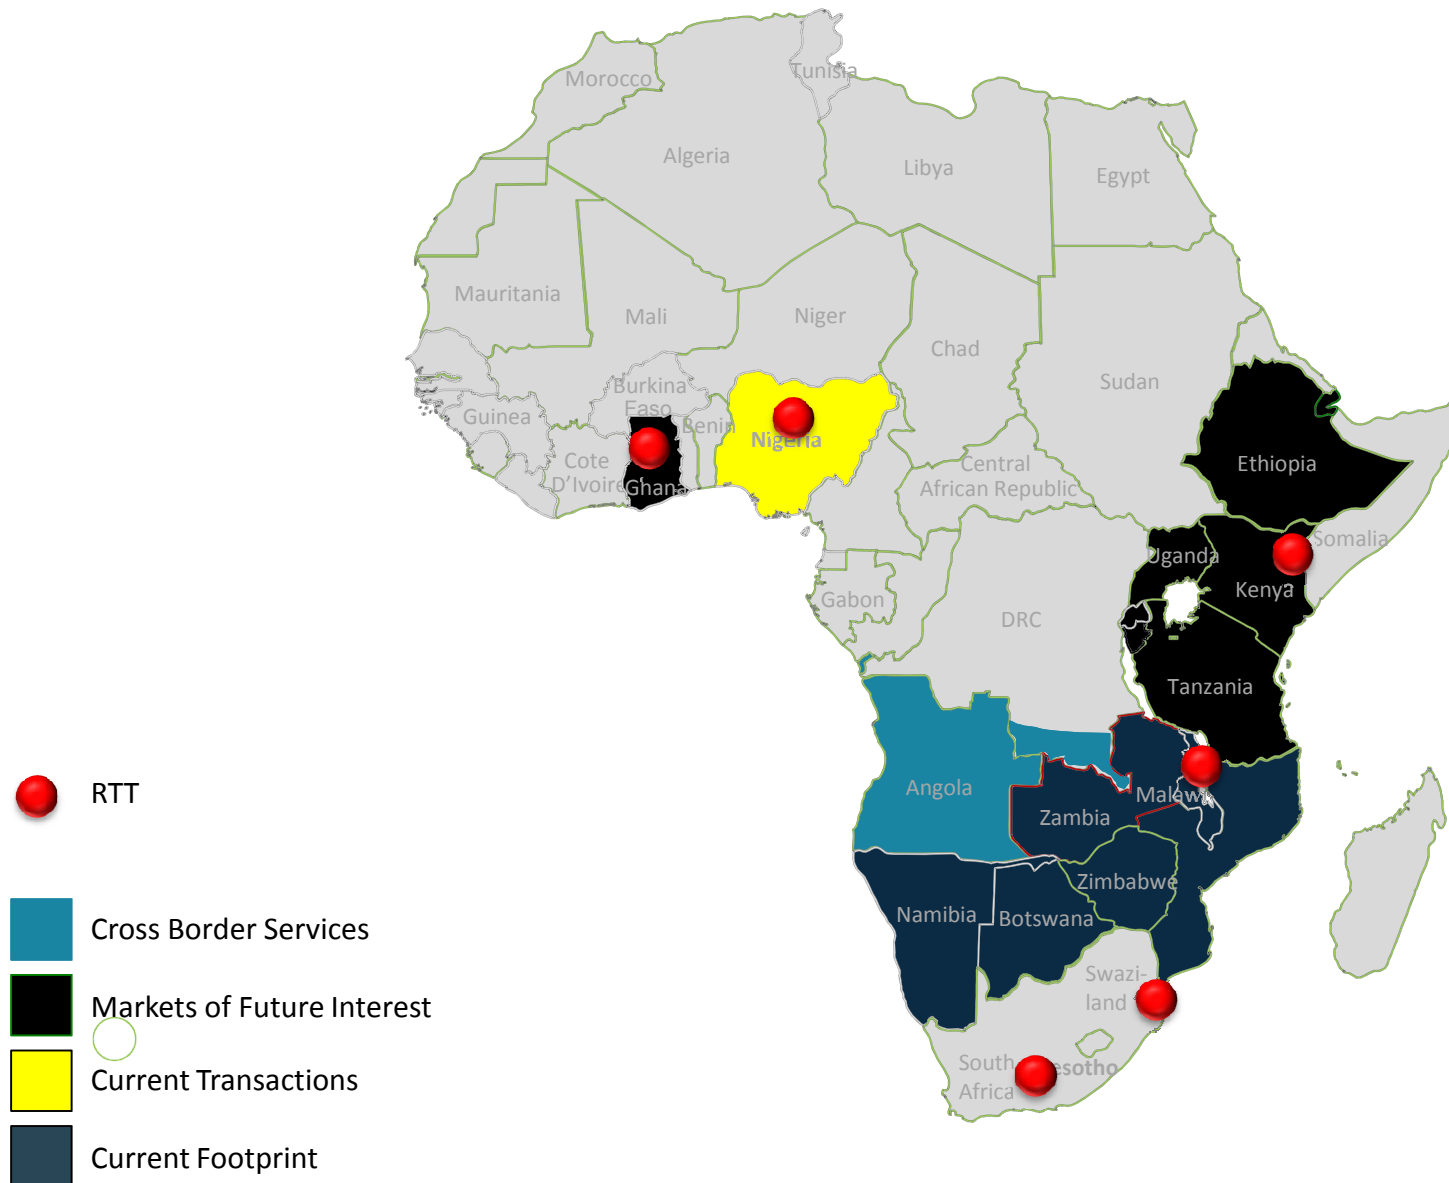 Tunisia
Morocco
Algeria
Libya
Egypt
Mauritania
Mali
Niger
Chad
Sudan
Burkina
Faso
Guinea
Benin
Nigeria
Cote
D'Ivoire
Ghana
Central
African Republic
Ethiopia
Somalia
Uganda
Kenya
Gabon
DRC
Tanzania
Angola
Malawi
Zambia
Zimbabwe
Namibia
Botswana
Swazi-
land
South
Africa
Lesotho
RTT
Cross Border Services
Markets of Future Interest
Current Transactions
Current Footprint